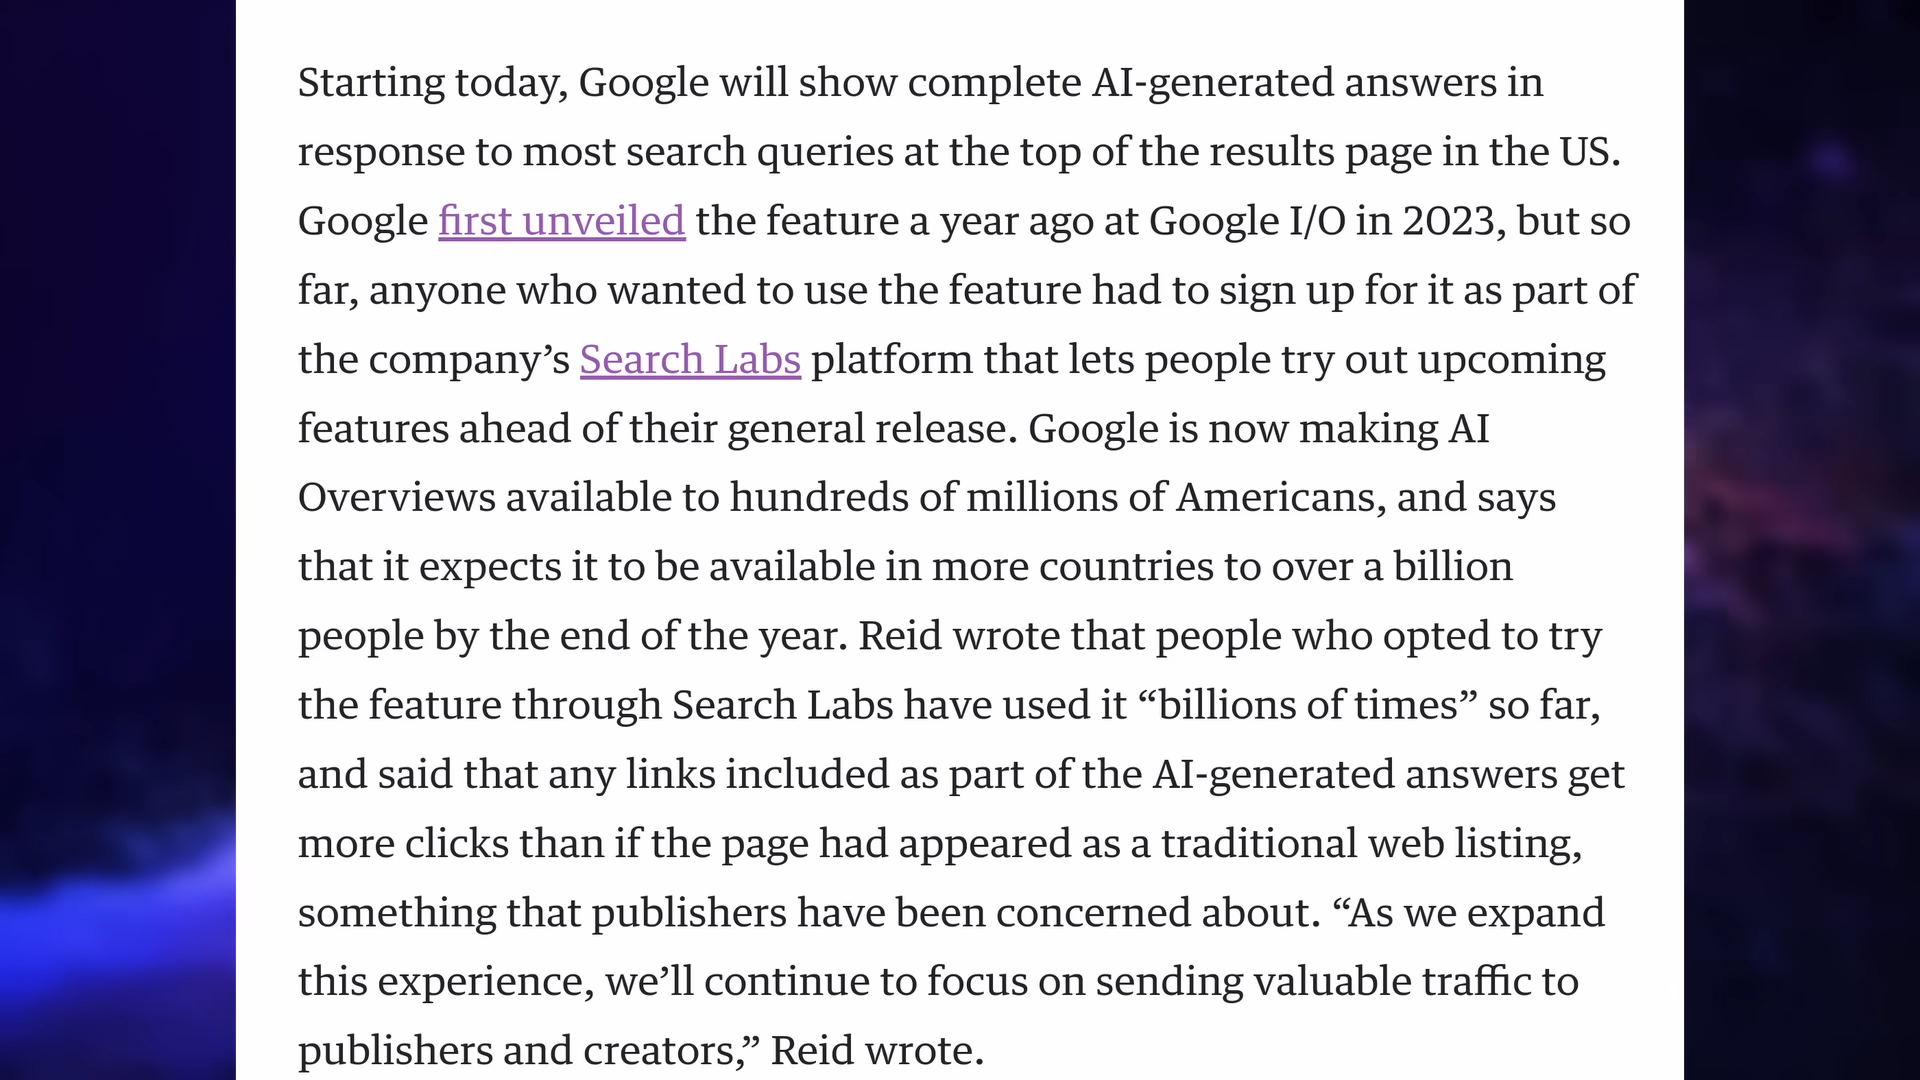 Starting today, Google will show complete AI-generated answers in
response to most search queries at the top of the results page in the US.
Google first unveiled the feature a year ago at Google I/O in 2023, but so
far, anyone who wanted to use the feature had to sign up for it as part of
the company’s Search Labs platform that lets people try out upcoming
features ahead of their general release. Google is now making AI
Overviews available to hundreds of millions of Americans, and says
that it expects it to be available in more countries to over a billion
people by the end of the year. Reid wrote that people who opted to try
the feature through Search Labs have used it “billions of times” so far,
and said that any links included as part of the AI-generated answers get
more clicks than if the page had appeared as a traditional web listing,
something that publishers have been concerned about. “As we expand
this experience, we’ll continue to focus on sending valuable traffic to
publishers and creators,” Reid wrote.